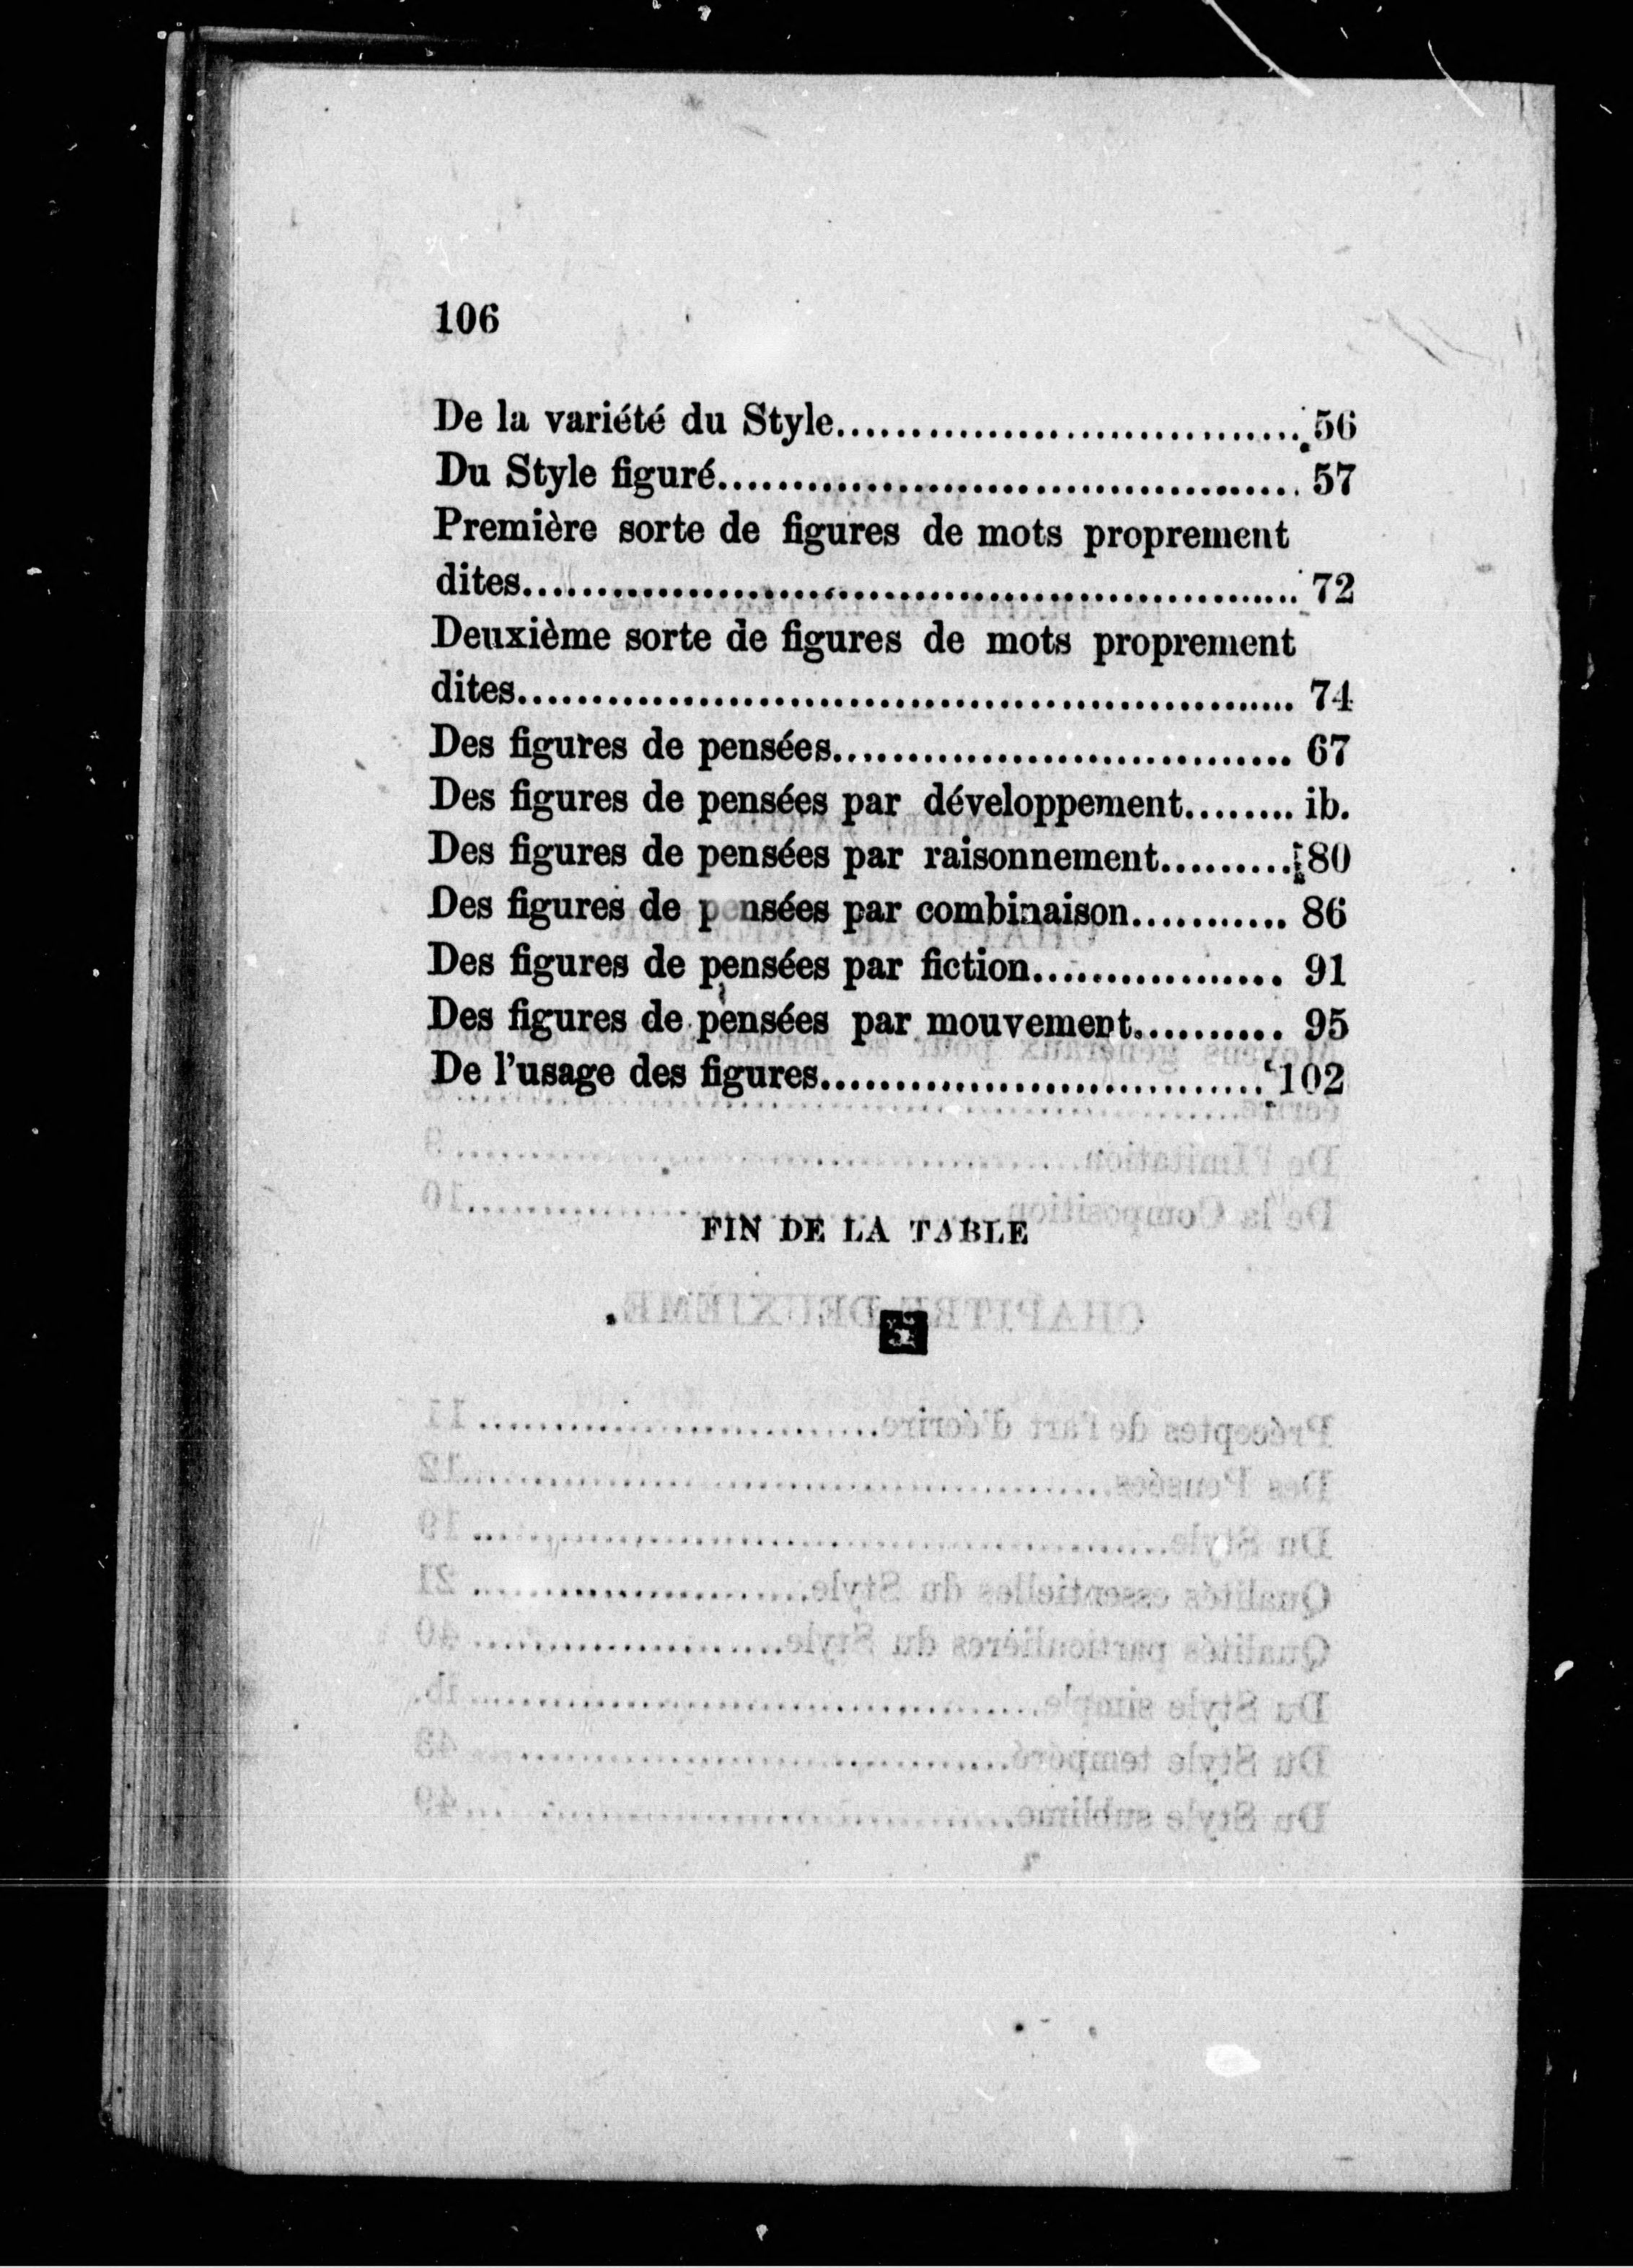 106
De la variété du Style................................ 56
Du Style figuré....................................... 57
Première sorte de figures de mots proprement
dites.................................................... 72
Deuxième sorte de figures de mots proprement
dites.................................................... 74
Des figures de pensées............................... 67
Des figures de pensées par développement........ ib.
Des figures de pensées par raisonnement......... 80
Des figures de pensées par combinaison........... 86
Des figures de pensées par fiction................. 91
Des figures de pensées par mouvement.......... 95
De l'usage des figures.............................. 102
FIN DE LA TABLE